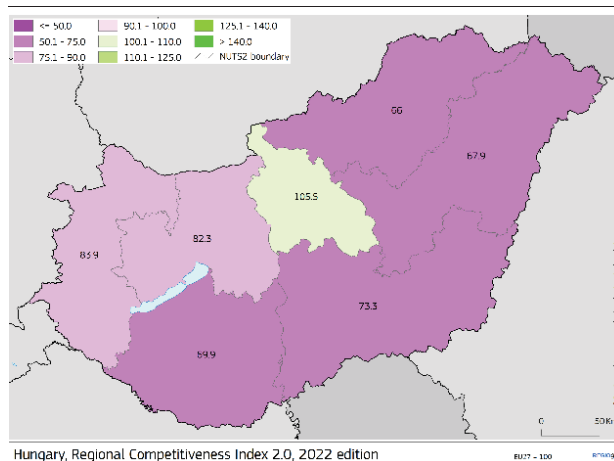 <= 50.0
50.1 - 75.0
75.1 - 90.0
90.1 - 100.0
100.1 - 110.0
110.1 - 125.0
125.1 - 140.0
> 140.0
NUTS2 boundary
66
67.9
105.5
82.3
83.9
73.3
69.9
0 50
Hungary, Regional Competitiveness Index 2.0, 2022 edition
EU27 = 100